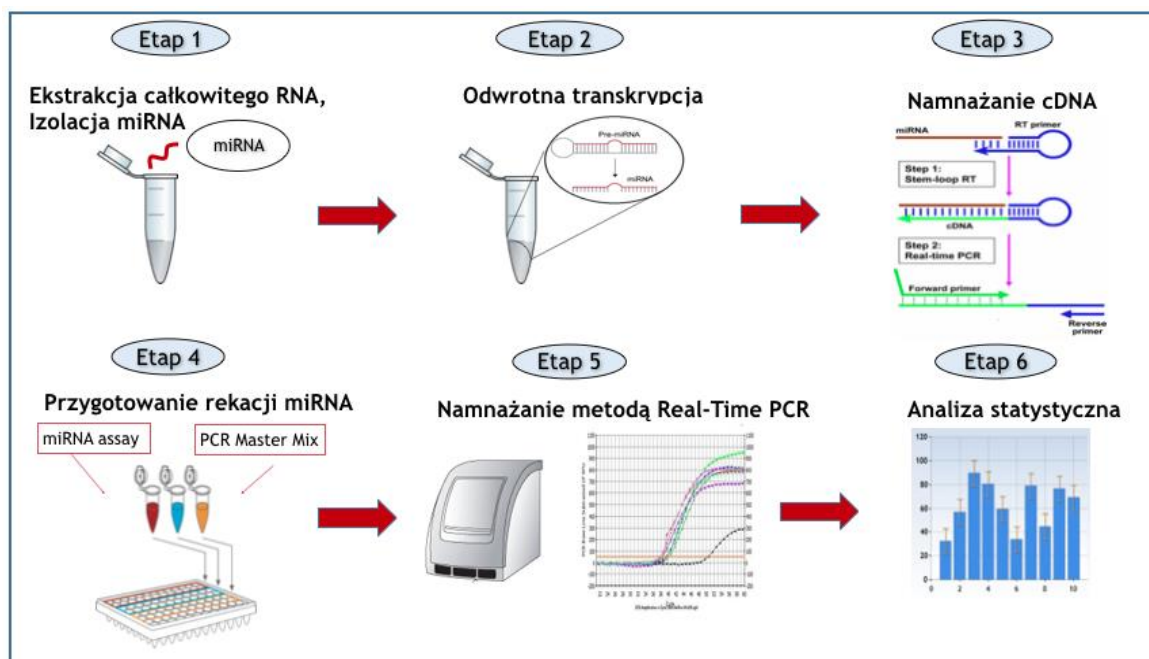 Etap 1
Ekstrakcja całkowitego RNA,
Izolacja miRNA
miRNA
Etap 2
Odwrotna transkrypcja
Pre-miRNA
miRNA
Etap 3
Namnażanie cDNA
miRNA
RT primer
Step 1:
Stem-loop RT
cDNA
Step 2:
Real-time PCR
Forward primer
Reverse
primer
Etap 4
Przygotowanie rekacji miRNA
miRNA assay
PCR Master Mix
Etap 5
Namnażanie metodą Real-Time PCR
Etap 6
Analiza statystyczna
120
100
80
60
40
20
0
0 2 4 6 8 10